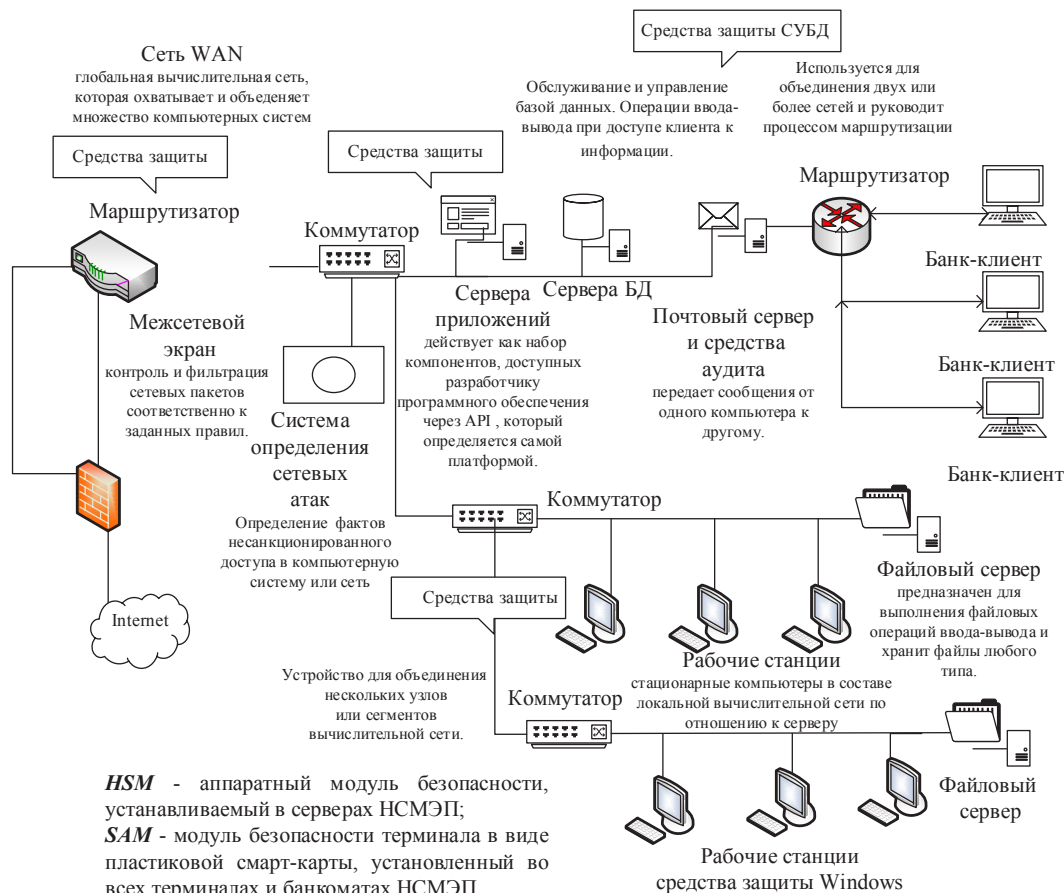 Средства защиты СУБД
Сеть WAN
глобальная вычислительная сеть,
которая охватывает и объеденяет
множество компьютерных систем
Обслуживание и управление
базой данных. Операции ввода-
вывода при доступе клиента к
информации.
Используется для
объединения двух или
более сетей и руководит
процессом маршрутизации
Средства защиты
Средства защиты
Маршрутизатор
Коммутатор
Маршрутизатор
Банк-клиент
Межсетевой
экран
контроль и фильтрация
сетевых пакетов
соответственно к
заданных правил.
Сервера
приложений
действует как набор
компонентов, доступных
разработчику
программного обеспечения
через API , который
определяется самой
платформой.
Сервера БД
Почтовый сервер
и средства
аудита
передает сообщения от
одного компьютера к
другому.
Банк-клиент
Система
определения
сетевых
атак
Определение фактов
несанкционированного
доступа в компьютерную
систему или сеть
Банк-клиент
Коммутатор
Файловый сервер
предназначен для
выполнения файловых
операций ввода-вывода и
хранит файлы любого
типа.
Средства защиты
Internet
Рабочие станции
стационарные компьютеры в составе
локальной вычислительной сети по
отношению к серверу
Устройство для объединения
нескольких узлов
или сегментов
вычислительной сети.
Коммутатор
Файловый
сервер
HSM - аппаратный модуль безопасности,
устанавливаемый в серверах НСМЭП;
SAM - модуль безопасности терминала в виде
пластиковой смарт-карты, установленный во
всех терминалах и банкоматах НСМЭП
Рабочие станции
средства защиты Windows